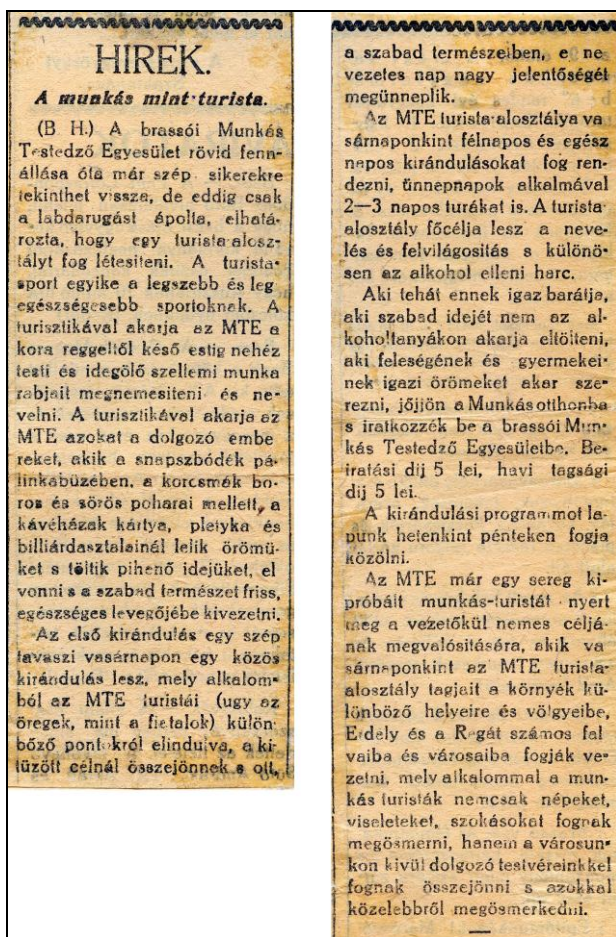 HIREK.
A munkás mint turista.
(B. H.) A brassói Munkás
Testedző Egyesület rövid fenn-
állása óta már szép sikerekre
tekinthet vissza, de eddig csak
a labdarugást ápolta, elhatá-
rozta, hogy egy turista-alosz-
tályt fog létesiteni. A turista-
sport egyike a legszebb és leg
egészségesebb sportoknak. A
turisztikával akarja az MTE a
kora reggeltől késő estig nehéz
testi és idegölő szellemi munka
rabjait megnemesiteni és ne-
velni. A turisztikával akarja az
MTE azokat a dolgozó embe
reket, akik a snapszbódék pá-
linkabüzében, a korcsmák bo-
ros és sörös poharai mellett, a
kávéházak kártya, pletyka és
billiárdasztalainál lelik örömü-
ket s töltik pihenő idejüket, el
vonni s a szabad természet friss,
egészséges levegőjébe kivezetni.
Az első kirándulás egy szép
tavaszi vasárnapon egy közös
kirándulás lesz, mely alkalom-
ból az MTE turistái (ugy az
öregek, mint a fietalok) külön-
böző pontokról elindulva, a ki-
tüzött célnál összejönnek s ott,
a szabad természetben, e ne
vezetes nap nagy jelentőségét
megünneplik.
Az MTE turista-alosztálya va
sárnaponkint félnapos és egész
napos kirándulásokat fog ren-
dezni, ünnepnapok alkalmával
2—3 napos turákat is. A turista-
alosztály főcélja lesz a neve-
lés és felvilágositás s különö-
sen az alkohol elleni harc.
Aki tehát ennek igaz barátja,
aki szabad idejét nem az al-
koholtanyákon akarja eltölteni,
aki feleségének és gyermekei-
nek igazi örömeket akar sze-
rezni, jőjjön a Munkásotthonba
s iratkozzék be a brassói Mun-
kás Testedző Egyesületbe. Be-
iratási dij 5 lei, havi tagsági
dij 5 lei.
A kirándulási programmot la-
punk hetenkint pénteken fogja
közölni.
Az MTE már egy sereg ki-
próbált munkás-turistát nyert
meg a vezetőkül nemes céljá-
nak megvalósitására, akik va
sárnaponkint az MTE turista-
alosztály tagjait a környék kü-
lönböző helyeire és völgyeibe,
Erdely és a Regát számos fal
vaiba és városaiba fogják ve-
zetni, mely alkalommal a mun-
kás turisták nemcsak népeket,
viseleteket, szokásokat fognak
megösmerni, hanem a városun-
kon kivül dolgozó testvéreinkkel
fognak összejönni s azokkal
közelebbről megösmerkedni.